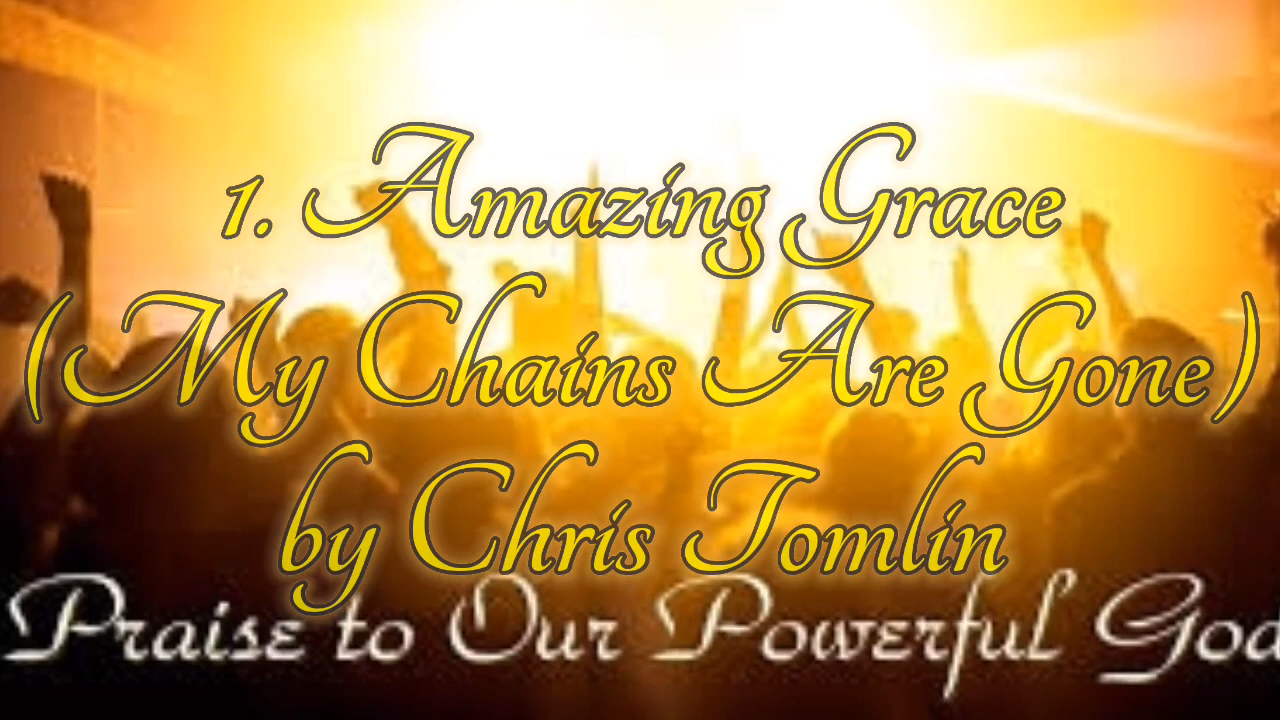 1. Amazing Grace
(My Chains Are Gone)
by Chris Tomlin
Praise to Our Powerful God